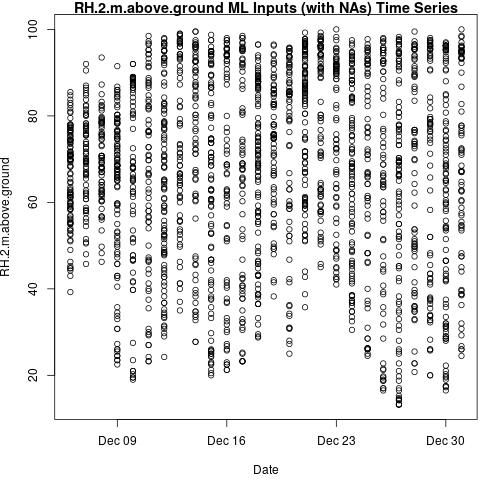 RH.2.m.above.ground ML Inputs (with NAs) Time Series
RH.2.m.above.ground
100
80
60
40
20
Dec 09 Dec 16 Dec 23 Dec 30
Date